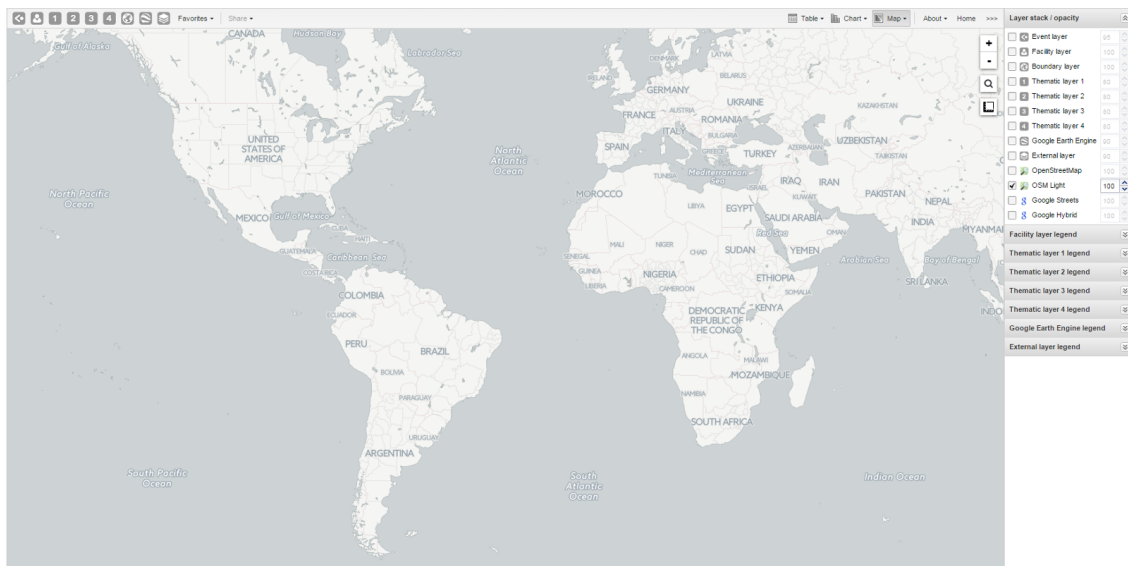 1 2 3 4 Favorites Share Table Chart Map About Home >>>
Layer stack / opacity
Event layer 95
Facility layer 100
Boundary layer 100
Thematic layer 1 80
Thematic layer 2 80
Thematic layer 3 80
Thematic layer 4 80
Google Earth Engine 90
External layer 90
OpenStreetMap 100
OSM Light 100
Google Streets 100
Google Hybrid 100
Facility layer legend
Thematic layer 1 legend
Thematic layer 2 legend
Thematic layer 3 legend
Thematic layer 4 legend
Google Earth Engine legend
External layer legend
+
-
CANADA
Hudson Bay
Gulf of Alaska
Labrador Sea
UNITED
STATES OF
AMERICA
North
Atlantic
Ocean
North Pacific
Ocean
MEXICO
Gulf of Mexico
CUBA
HAITI
GUATEMALA
Caribbean Sea
COSTA RICA
COLOMBIA
ECUADOR
PERU
BRAZIL
BOLIVIA
PARAGUAY
URUGUAY
ARGENTINA
South Pacific
Ocean
South
Atlantic
Ocean
Indian Ocean
DENMARK
LATVIA
IRELAND
BELARUS
GERMANY
UKRAINE
KAZAKHSTAN
FRANCE
AUSTRIA
ROMANIA
ITALY
BULGARIA
SPAIN
GREECE
TURKEY
AZERBAIJAN
UZBEKISTAN
TAJIKISTAN
TUNISIA
Mediterranean
Sea
ISRAEL
IRAQ
IRAN
MOROCCO
KUWAIT
PAKISTAN
NEPAL
LIBYA
EGYPT
SAUDI ARABIA
INDIA
MYANMAR
Red Sea
OMAN
MALI
NIGER
CHAD
SUDAN
YEMEN
Arabian Sea
Bay of Bengal
SENEGAL
GUINEA
LIBERIA
NIGERIA
CAMEROON
ETHIOPIA
SOMALIA
SRI LANKA
DEMOCRATIC
REPUBLIC OF
THE CONGO
KENYA
INDO
ANGOLA
MALAWI
MOZAMBIQUE
NAMIBIA
SOUTH AFRICA